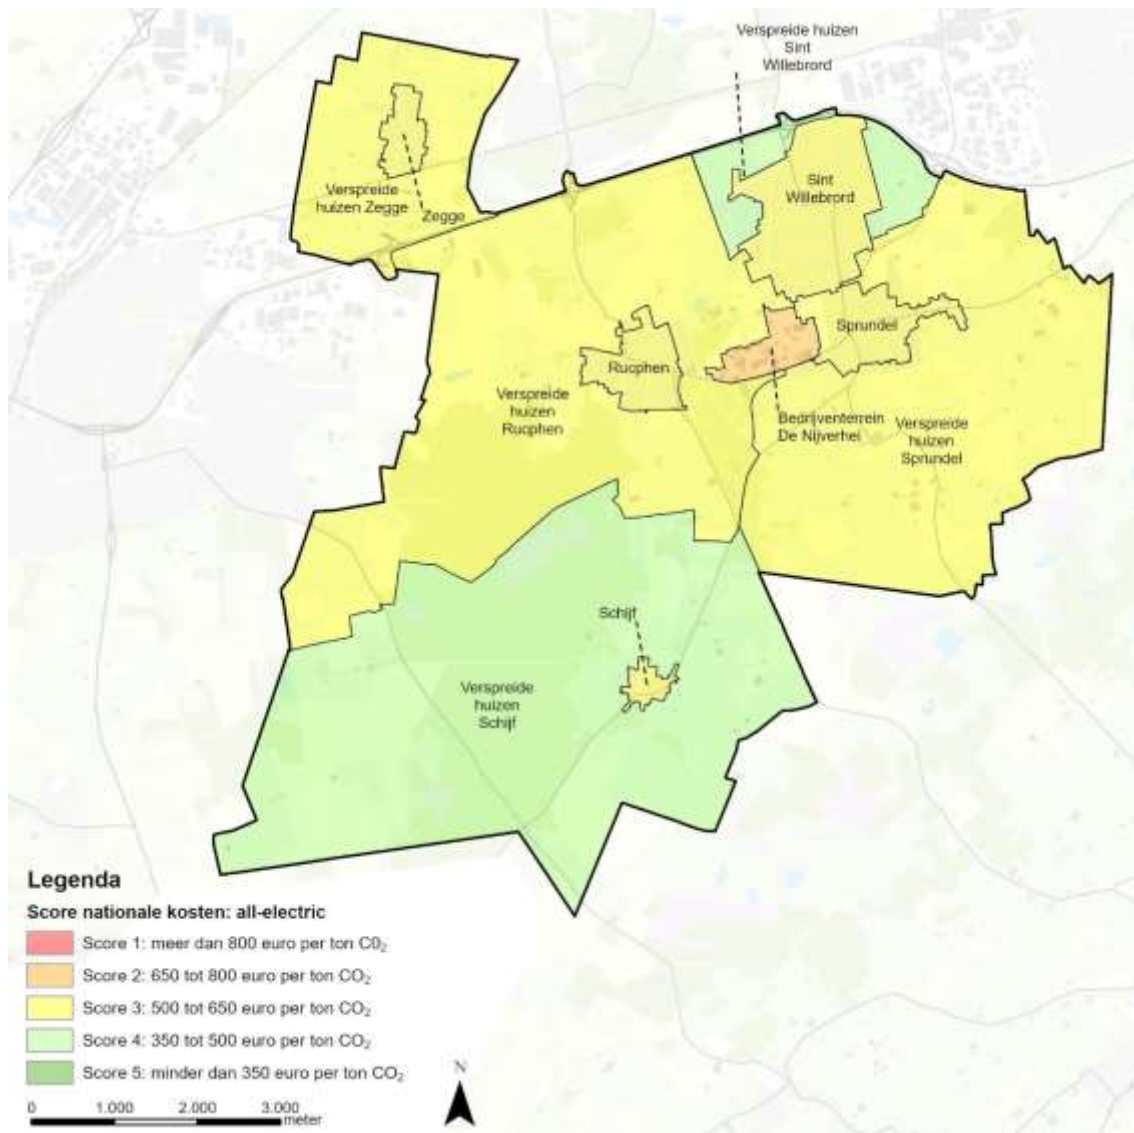 Verspreide huizen
Sint
Willebrord
Sint
Willebrord
Verspreide
huizen Zegge
Zegge
Sprundel
Rucphen
Verspreide
huizen
Rucphen
Bedrijventerrein
De Nijverhei
Verspreide
huizen
Sprundel
Schijf
Verspreide
huizen
Schijf
Legenda
Score nationale kosten: all-electric
Score 1: meer dan 800 euro per ton C0₂
Score 2: 650 tot 800 euro per ton CO₂
Score 3: 500 tot 650 euro per ton CO₂
Score 4: 350 tot 500 euro per ton CO₂
Score 5: minder dan 350 euro per ton CO₂
N
0 1.000 2.000 3.000
meter